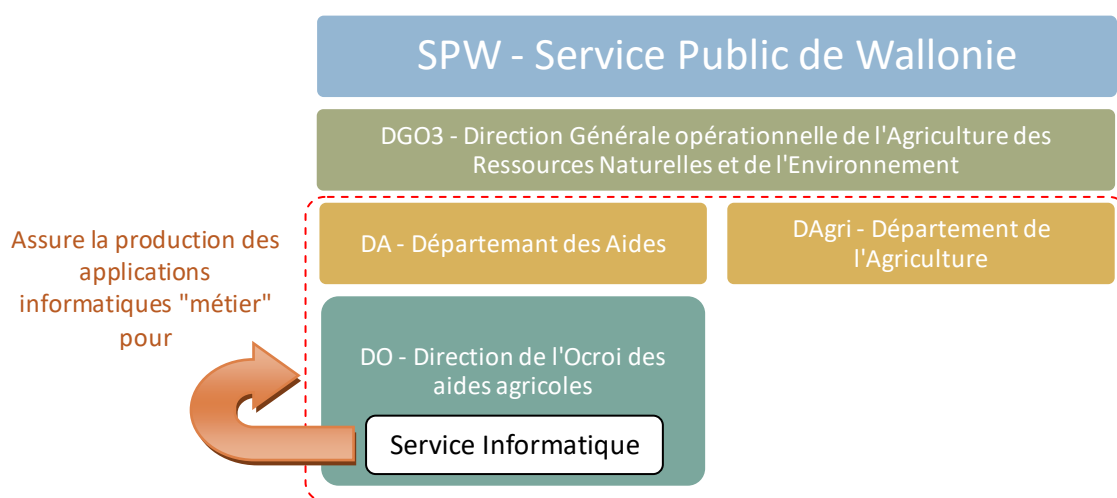 SPW - Service Public de Wallonie
DGO3 - Direction Générale opérationnelle de l'Agriculture des
Ressources Naturelles et de l'Environnement
DA - Départemant des Aides
DAgri - Département de
l'Agriculture
Assure la production des
applications
informatiques "métier"
pour
DO - Direction de l'Ocroi des
aides agricoles
Service Informatique